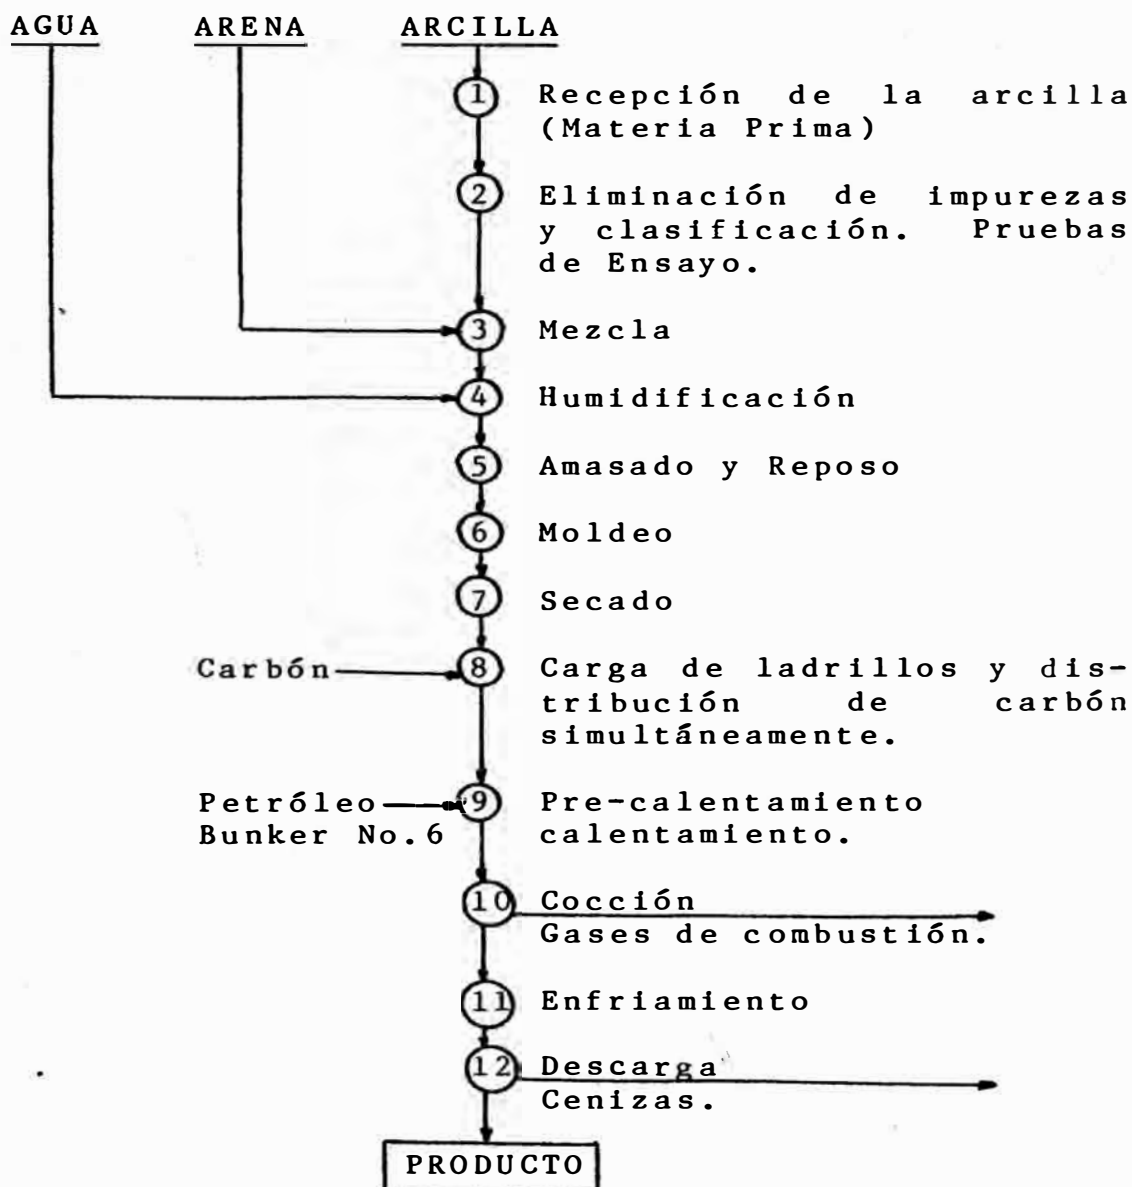 AGUA ARENA ARCILLA
1 Recepción de la arcilla
(Materia Prima)
2 Eliminación de impurezas
y clasificación. Pruebas
de Ensayo.
3 Mezcla
4 Humidificación
5 Amasado y Reposo
6 Moldeo
7 Secado
Carbón 8 Carga de ladrillos y dis-
tribución de carbón
simultáneamente.
Petróleo 9 Pre-calentamiento
Bunker No.6 calentamiento.
10 Cocción
Gases de combustión.
11 Enfriamiento
12 Descarga
Cenizas.
PRODUCTO